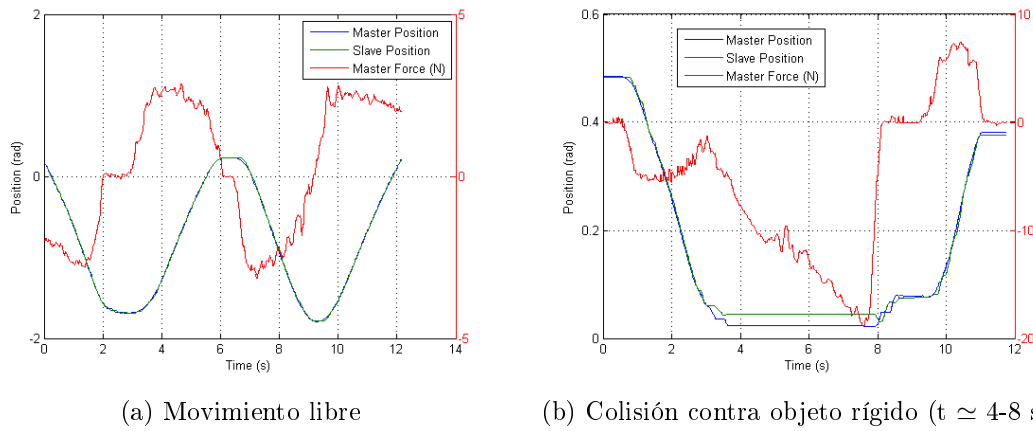 2
1
0
-1
-2
Position (rad)
0
2
4
6
8
10
12
14
Time (s)
5
0
-5
Master Position
Slave Position
Master Force (N)
(a) Movimiento libre
0.6
0.4
0.2
0
Position (rad)
0
2
4
6
8
10
Time (s)
10
0
-10
-20
Master Position
Slave Position
Master Force (N)
(b) Colisión contra objeto rígido (t ≃ 4-8 s